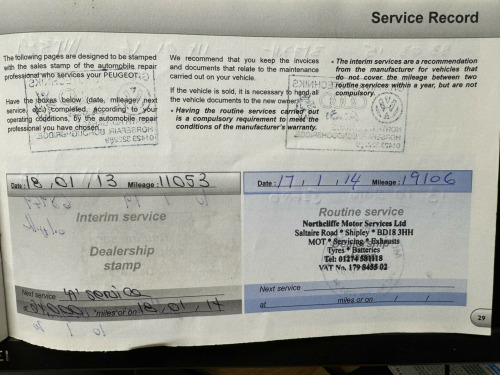 Service Record
The following pages are designed to be stamped
with the sales stamp of the automobile repair
professional who services your PEUGEOT.
Have the boxes below (date, mileage, next
service, etc.) completed, according to your
operating conditions, by the automobile repair
professional you have chosen.
We recommend that you keep the invoices
and documents that relate to the maintenance
carried out on your vehicle.
If the vehicle is sold, it is necessary to hand all
the vehicle documents to the new owner.
• Having the routine services carried out
is a compulsory requirement to meet the
conditions of the manufacturer's warranty.
• The interim services are a recommendation
from the manufacturer for vehicles that
do not cover the mileage between two
routine services within a year, but are not
compulsory.
Date: 18 / 01 / 13 Mileage: 11053
Interim service
Dealership
stamp
Next service
miles or on 18 / 01 / 14
Date: 17 / 1 / 14 Mileage: 19106
Routine service
Northcliffe Motor Services Ltd
Saltaire Road * Shipley * BD18 3HH
MOT * Servicing * Exhausts
Tyres * Batteries
Tel: 01274 581118
VAT No. 179 8435 02
Next service
at miles or on / /
29